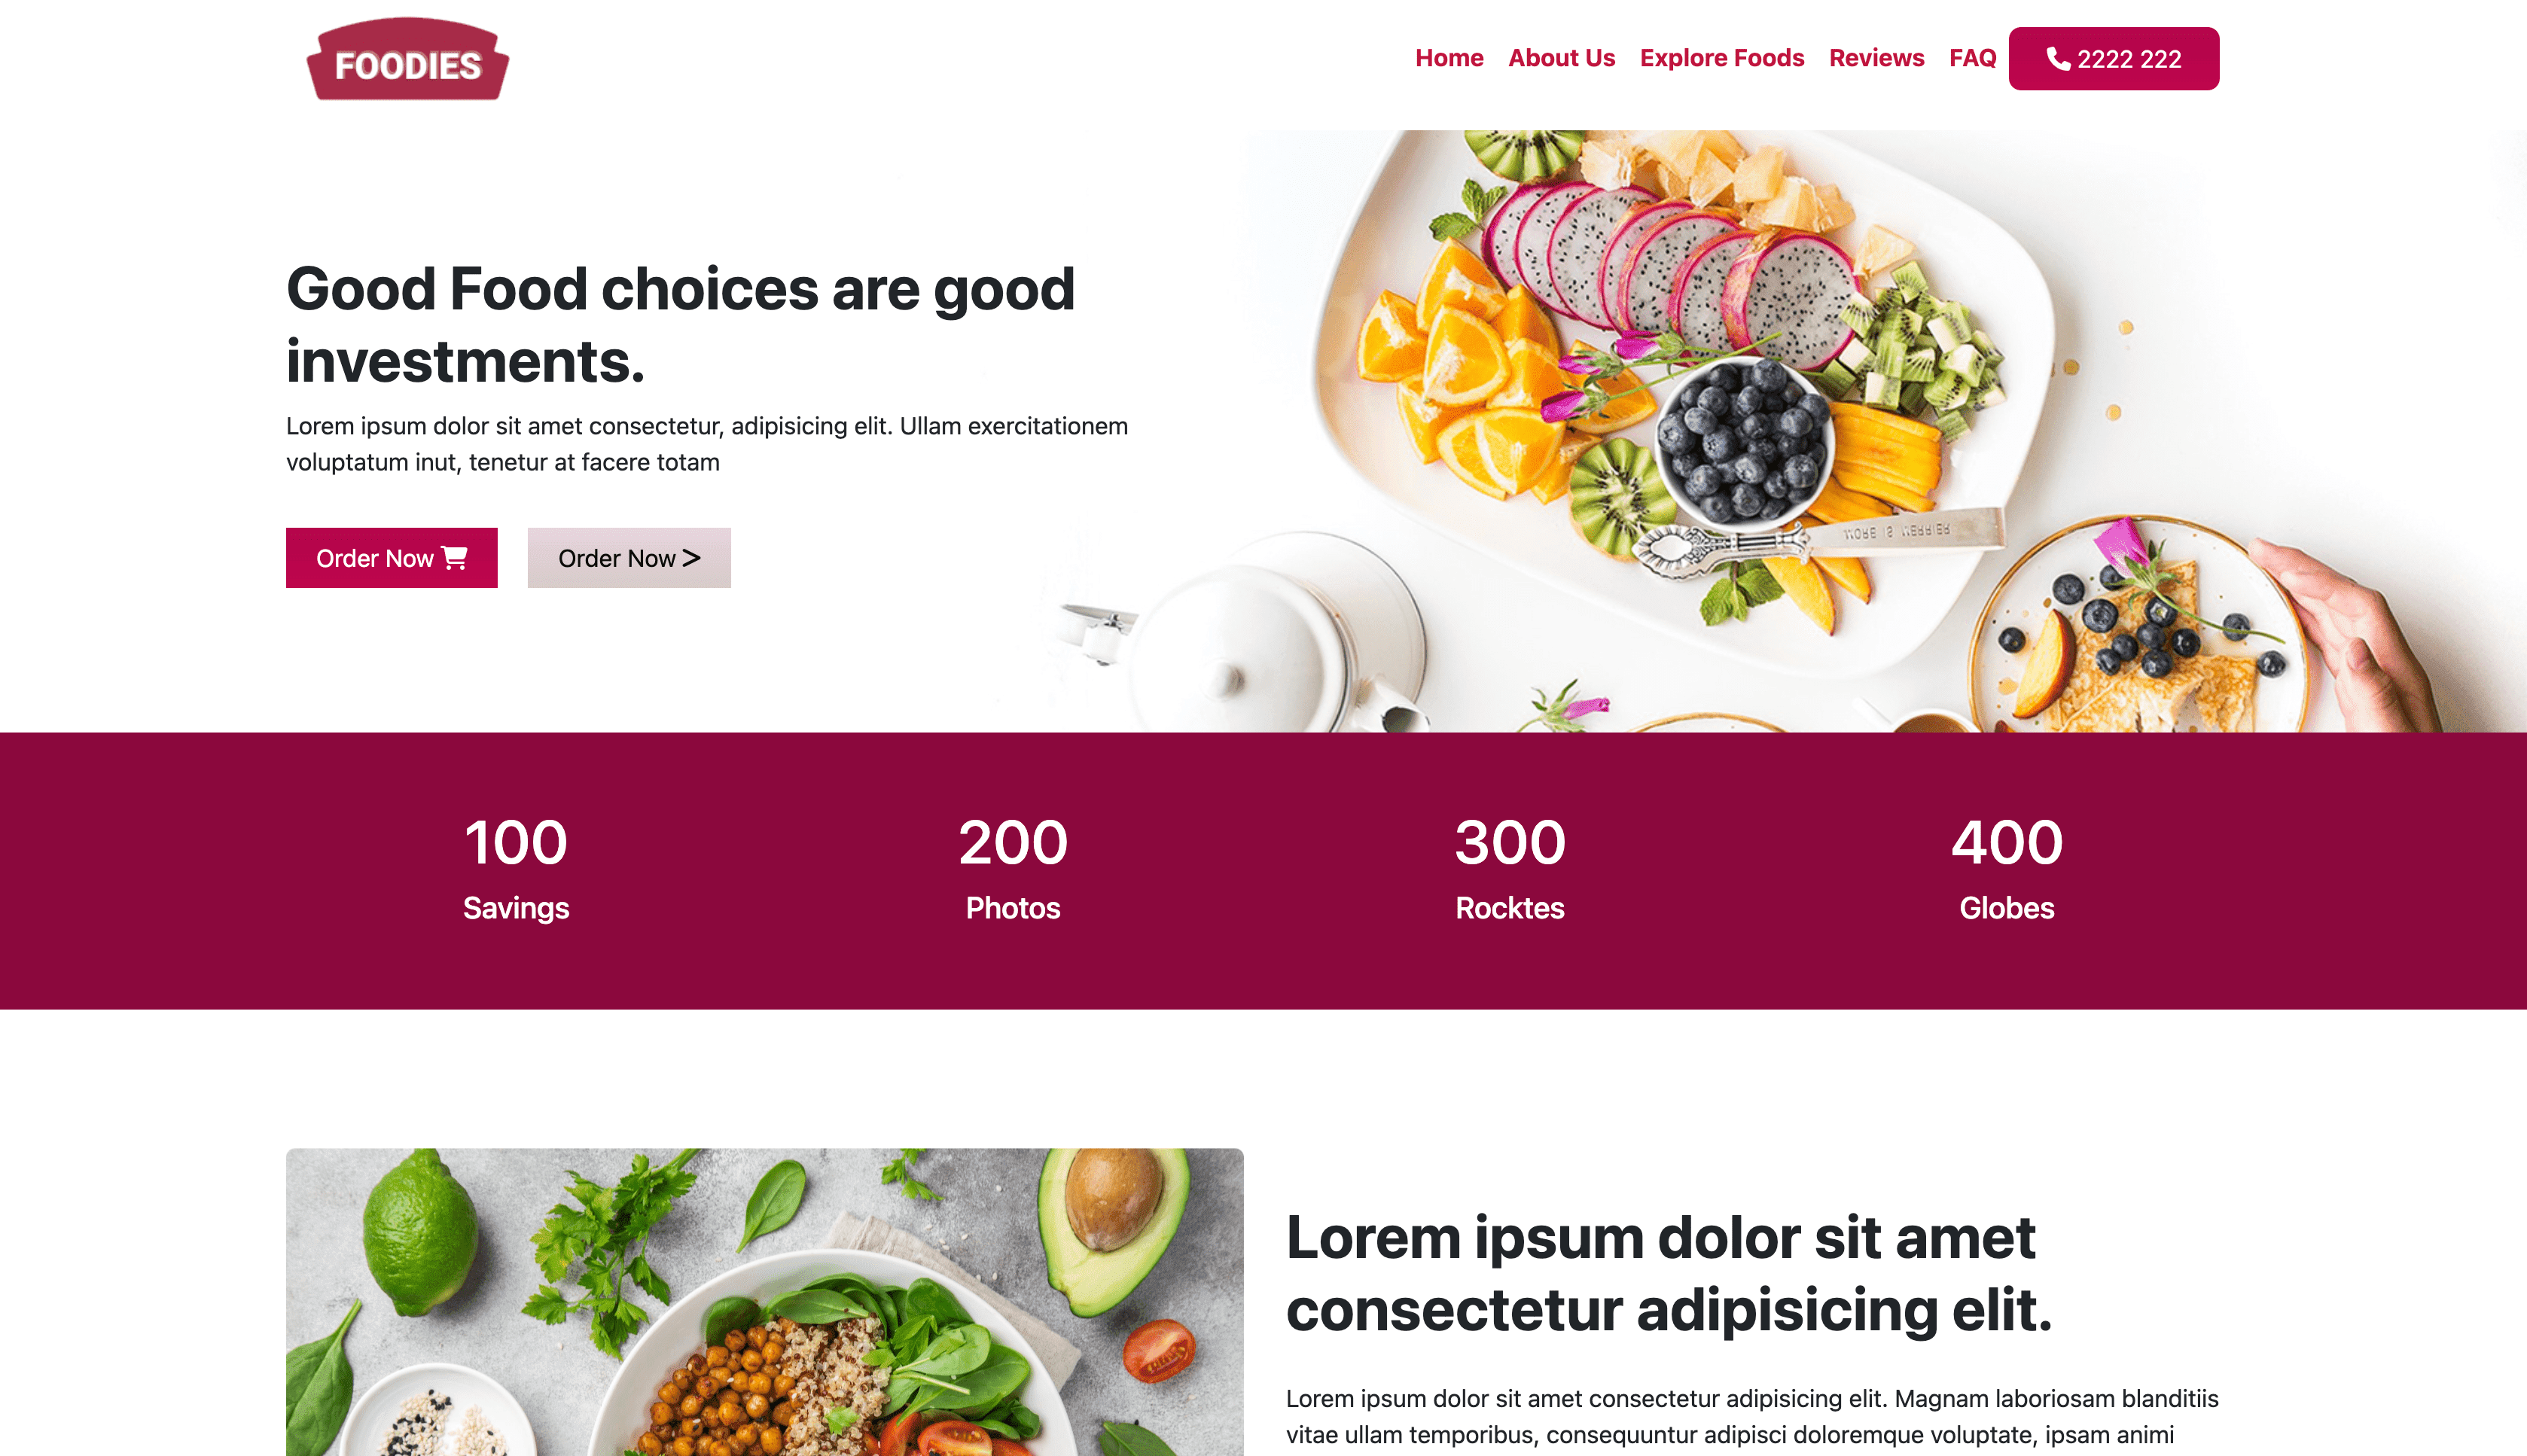 FOODIES
Home About Us Explore Foods Reviews FAQ 2222 222
Good Food choices are good
investments.
Lorem ipsum dolor sit amet consectetur, adipisicing elit. Ullam exercitationem
voluptatum inut, tenetur at facere totam
Order Now Order Now >
MORE IS MERRIER
100 200 300 400
Savings Photos Rocktes Globes
Lorem ipsum dolor sit amet
consectetur adipisicing elit.
Lorem ipsum dolor sit amet consectetur adipisicing elit. Magnam laboriosam blanditiis
vitae ullam temporibus, consequuntur adipisci doloremque voluptate, ipsam animi